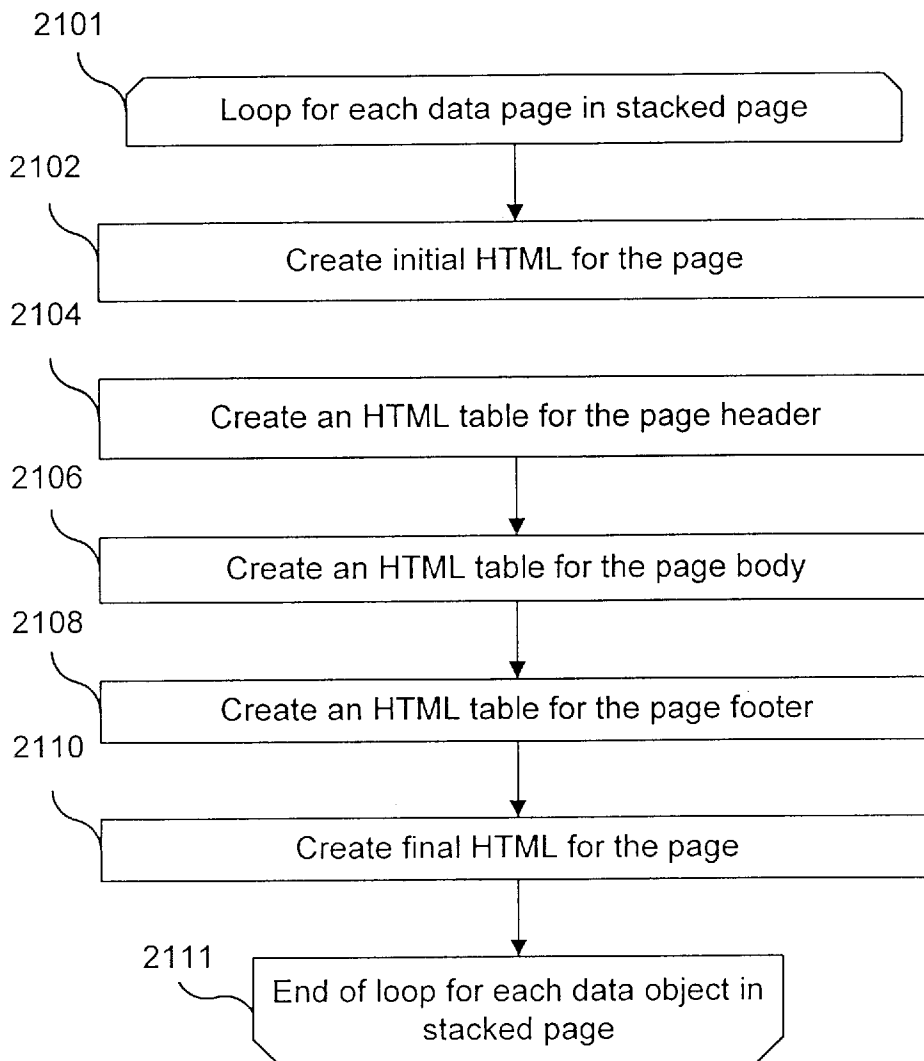 2101
Loop for each data page in stacked page
2102
Create initial HTML for the page
2104
Create an HTML table for the page header
2106
Create an HTML table for the page body
2108
Create an HTML table for the page footer
2110
Create final HTML for the page
2111
End of loop for each data object in
stacked page